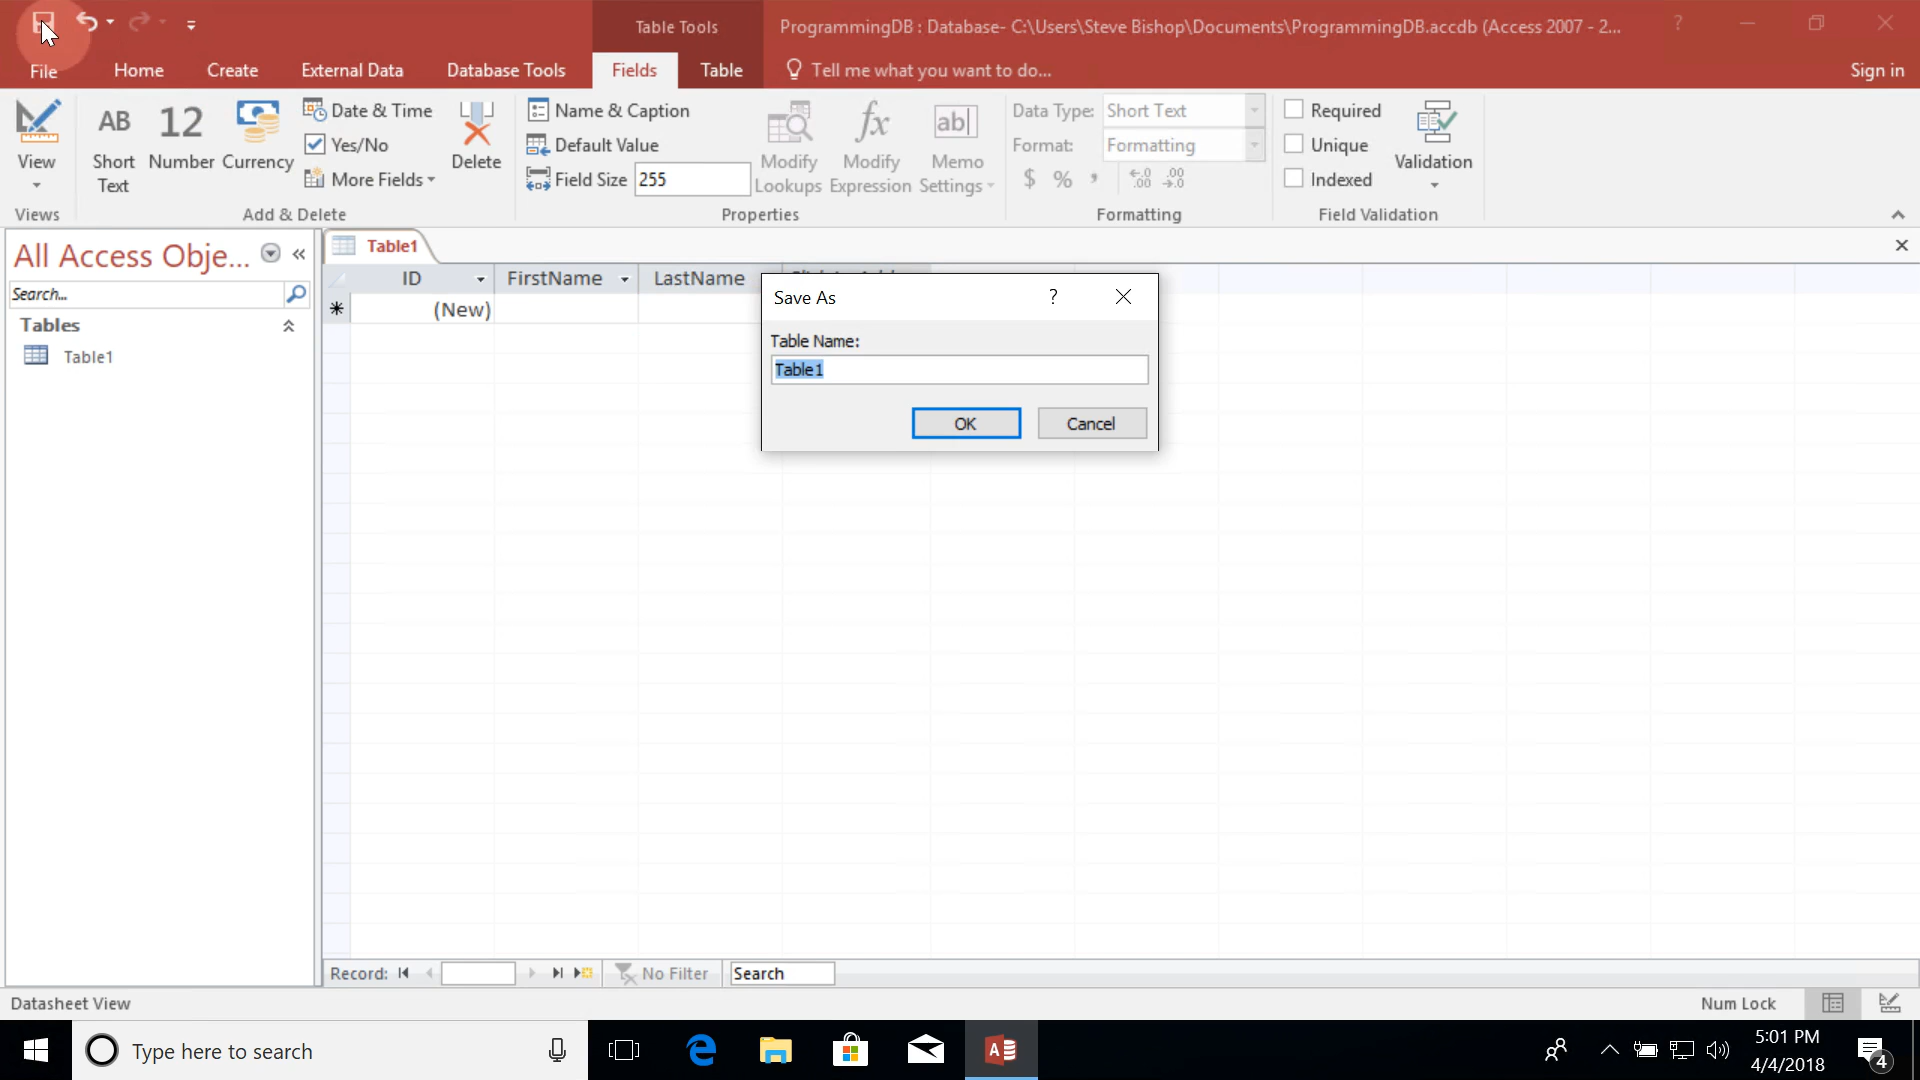 Table Tools
ProgrammingDB : Database- C:\Users\Steve Bishop\Documents\ProgrammingDB.accdb (Access 2007 - 2...
?
File
Home
Create
External Data
Database Tools
Fields
Table
Tell me what you want to do...
Sign in
View
Views
AB
Short
Text
12
Number
Currency
Date & Time
Yes/No
More Fields
Delete
Add & Delete
Name & Caption
Default Value
Field Size 255
Modify
Lookups
fx
Modify
Expression
ab|
Memo
Settings
Properties
Data Type: Short Text
Format: Formatting
$ % , .00 .00
Formatting
Required
Unique
Indexed
Validation
Field Validation
All Access Obje...
Search...
Tables
Table1
Table1
ID FirstName LastName
(New)
Save As
?
Table Name:
Table1
OK
Cancel
Record:
No Filter
Search
Datasheet View
Num Lock
Type here to search
5:01 PM
4/4/2018
4